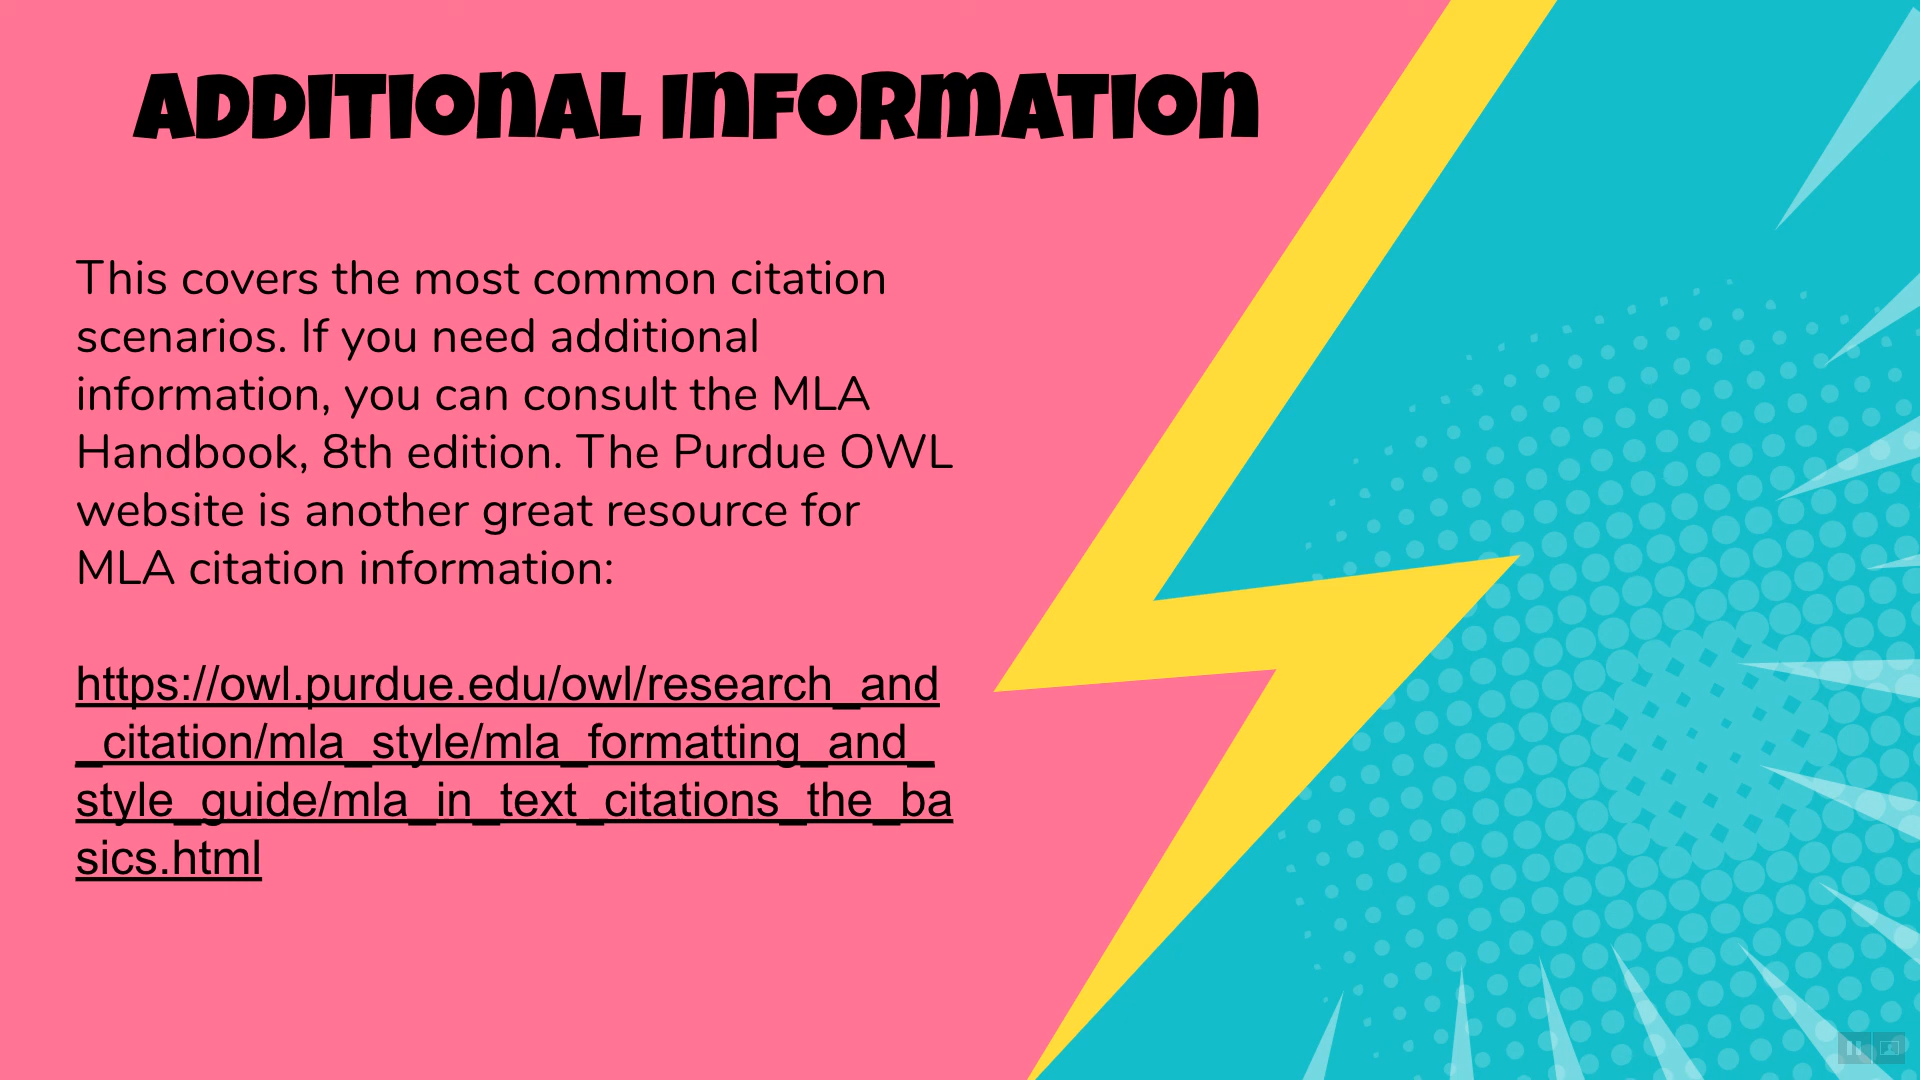 ADDITIONAL INFORMATION
This covers the most common citation
scenarios. If you need additional
information, you can consult the MLA
Handbook, 8th edition. The Purdue OWL
website is another great resource for
MLA citation information:
https://owl.purdue.edu/owl/research_and
_citation/mla_style/mla_formatting_and_
style_guide/mla_in_text_citations_the_ba
sics.html